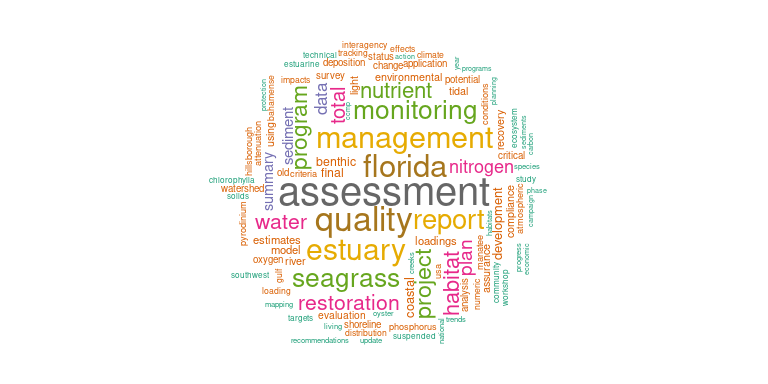 interagency
technical
tracking
status
effects
action
climate
estuarine
deposition
change
application
year
programs
impacts
survey
light
environmental
potential
planning
protection
bahamense
using
data
total
nutrient
tidal
conditions
ccmp
monitoring
program
sediment
hillsborough
attenuation
management
recovery
ecosystem
sediments
carbon
critical
summary
old
criteria
benthic
final
florida
nitrogen
species
chlorophylla
watershed
solids
assessment
study
phase
campaign
atmospheric
compliance
development
habitats
pyrodinium
water
quality
report
estimates
model
oxygen
river
estuary
loadings
plan
manatee
assurance
community
workshop
progress
economic
southwest
gulf
seagrass
creeks
coastal
project
usa
habitat
analysis
numeric
loading
mapping
restoration
targets
evaluation
oyster
living
shoreline
distribution
phosphorus
suspended
trends
national
recommendations
update